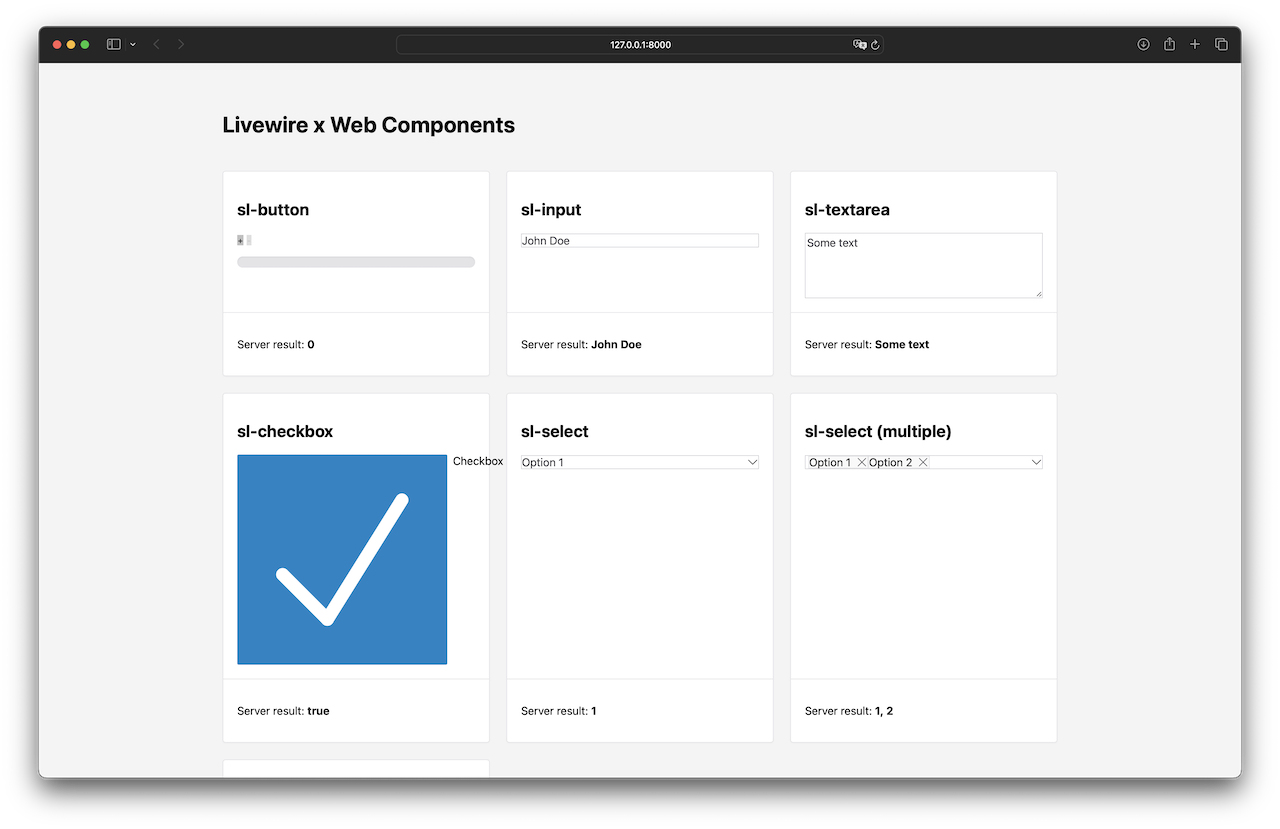 127.0.0.1:8000
Livewire x Web Components
sl-button
+
Server result: 0
sl-input
John Doe
Server result: John Doe
sl-textarea
Some text
Server result: Some text
sl-checkbox
Checkbox
Server result: true
sl-select
Option 1
Server result: 1
sl-select (multiple)
Option 1 Option 2
Server result: 1, 2